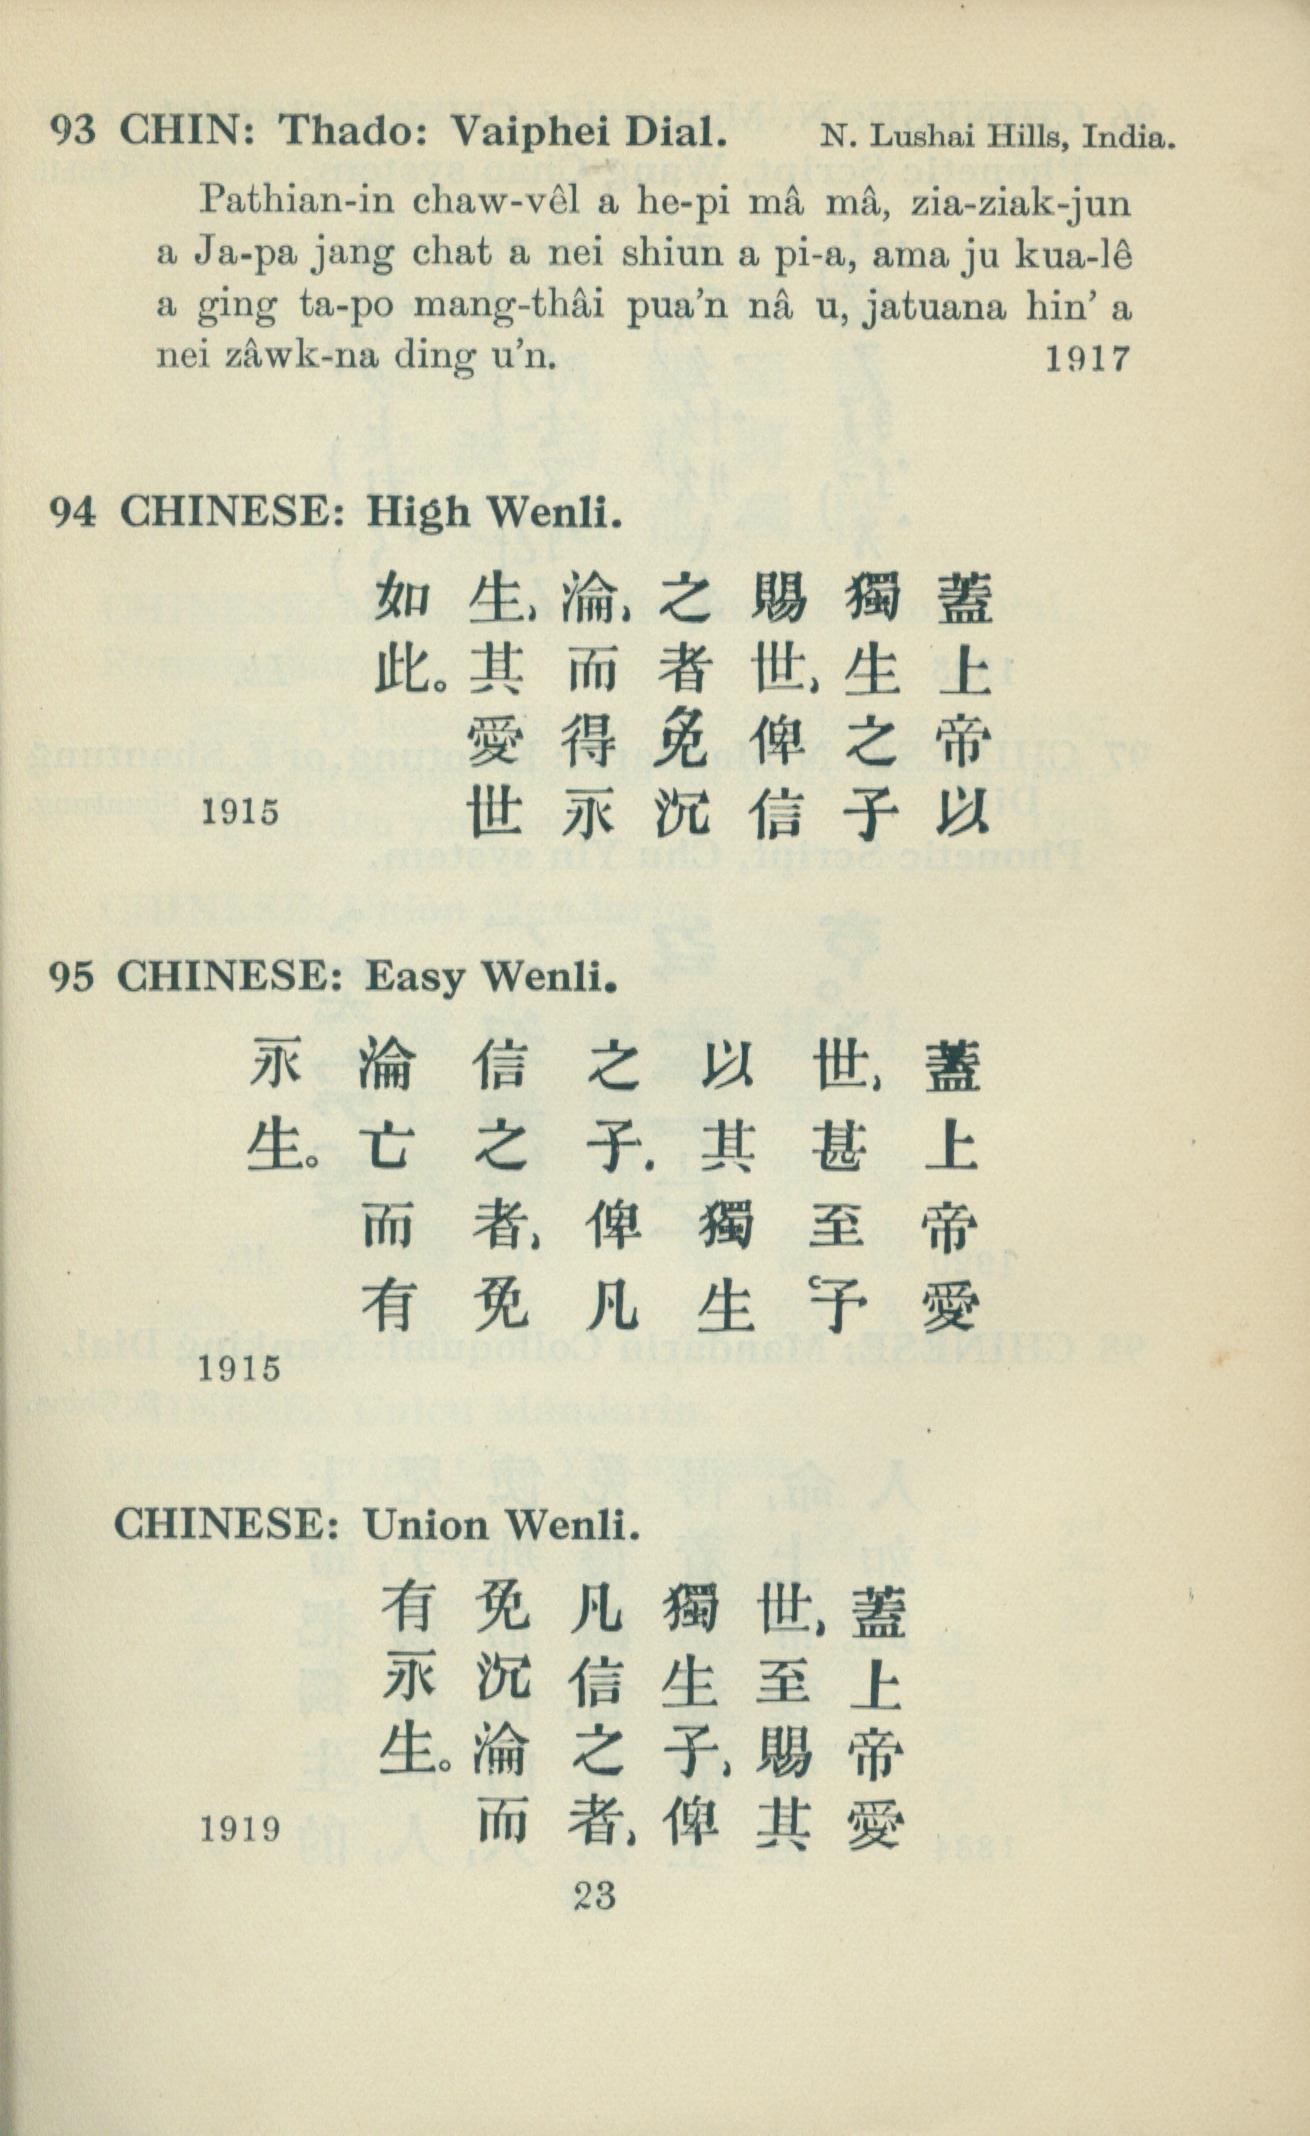 93 CHIN: Thado: Vaiphei Dial. N. Lushai Hills, India.
Pathian-in chaw-vêl a he-pi mâ mâ, zia-ziak-jun
a Ja-pa jang chat a nei shiun a pi-a, ama ju kua-lê
a ging ta-po mang-thâi pua'n nâ u, jatuana hin' a
nei zâwk-na ding u'n. 1917
94 CHINESE: High Wenli.
蓋上帝以
獨生之子
賜世、俾信
之者免沉
淪、而得永
生、其愛世
如此。
1915
95 CHINESE: Easy Wenli.
蓋上帝愛
世、甚至予
以其獨生
之子、俾凡
信之者、免
淪亡而有
永生。
1915
CHINESE: Union Wenli.
蓋上帝愛
世、至賜其
獨生子、俾
凡信之者、
免沉淪而
有永生。
1919
23